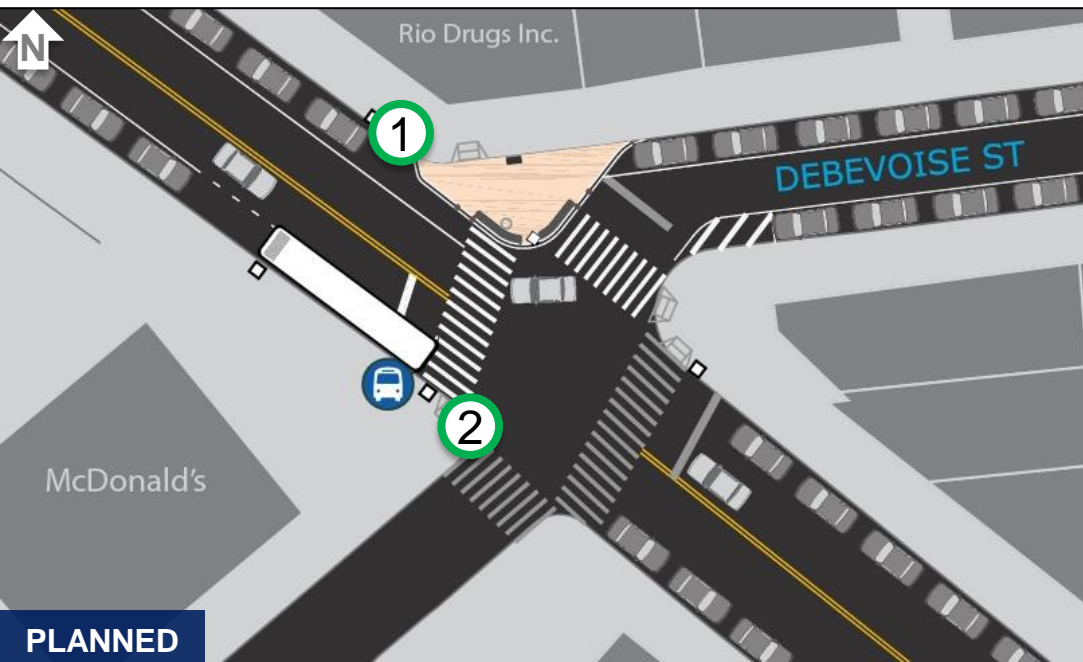 N
Rio Drugs Inc.
1
DEBEVOISE ST
2
McDonald's
PLANNED